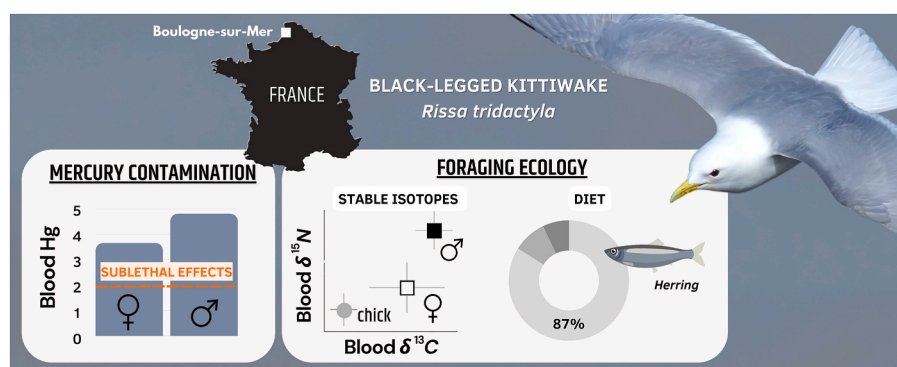 Boulogne-sur-Mer
FRANCE
BLACK-LEGGED KITTIWAKE
Rissa tridactyla
MERCURY CONTAMINATION
Blood Hg
5
4
3
2
1
0
SUBLETHAL EFFECTS
♀
♂
FORAGING ECOLOGY
STABLE ISOTOPES
Blood δ¹⁵N
♂
♀
chick
Blood δ ¹³C
DIET
Herring
87%